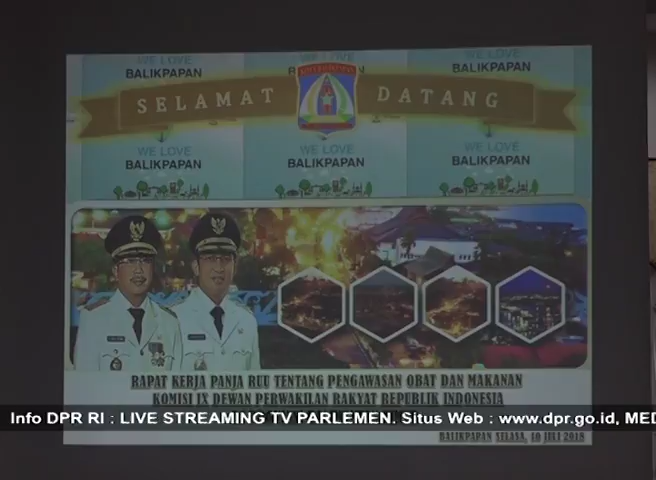 WE LOVE
BALIKPAPAN
WE LOVE
WE LOVE
BALIKPAPAN
SELAMAT
DATANG
WE LOVE
BALIKPAPAN
WE LOVE
BALIKPAPAN
WE LOVE
BALIKPAPAN
RAPAT KERJA PANJA RUU TENTANG PENGAWASAN OBAT DAN MAKANAN
KOMISI IX DEWAN PERWAKILAN RAKYAT REPUBLIK INDONESIA
Info DPR RI : LIVE STREAMING TV PARLEMEN. Situs Web : www.dpr.go.id, MED
BALIKPAPAN SELASA, 10 JULI 2018